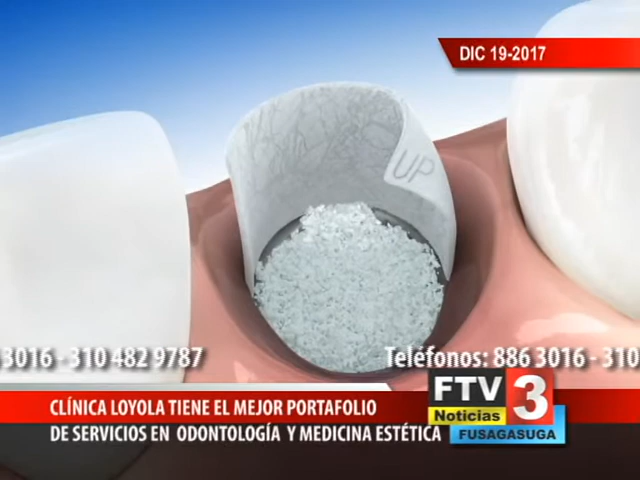 DIC 19-2017
UP
3016 - 310 482 9787
Teléfonos: 886 3016 - 310
CLÍNICA LOYOLA TIENE EL MEJOR PORTAFOLIO
DE SERVICIOS EN ODONTOLOGÍA Y MEDICINA ESTÉTICA
FTV 3
Noticias
FUSAGASUGA